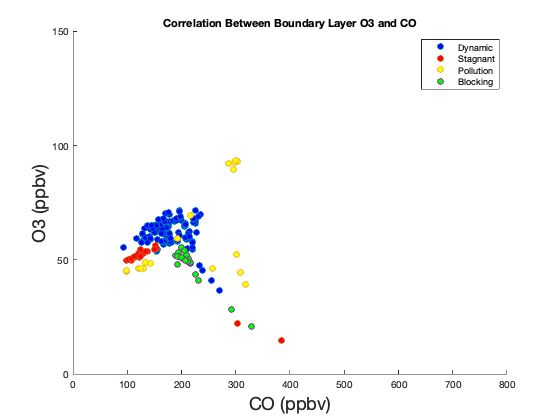 Correlation Between Boundary Layer O3 and CO
150
Dynamic
Stagnant
Pollution
Blocking
100
O3 (ppbv)
50
0
0 100 200 300 400 500 600 700 800
CO (ppbv)